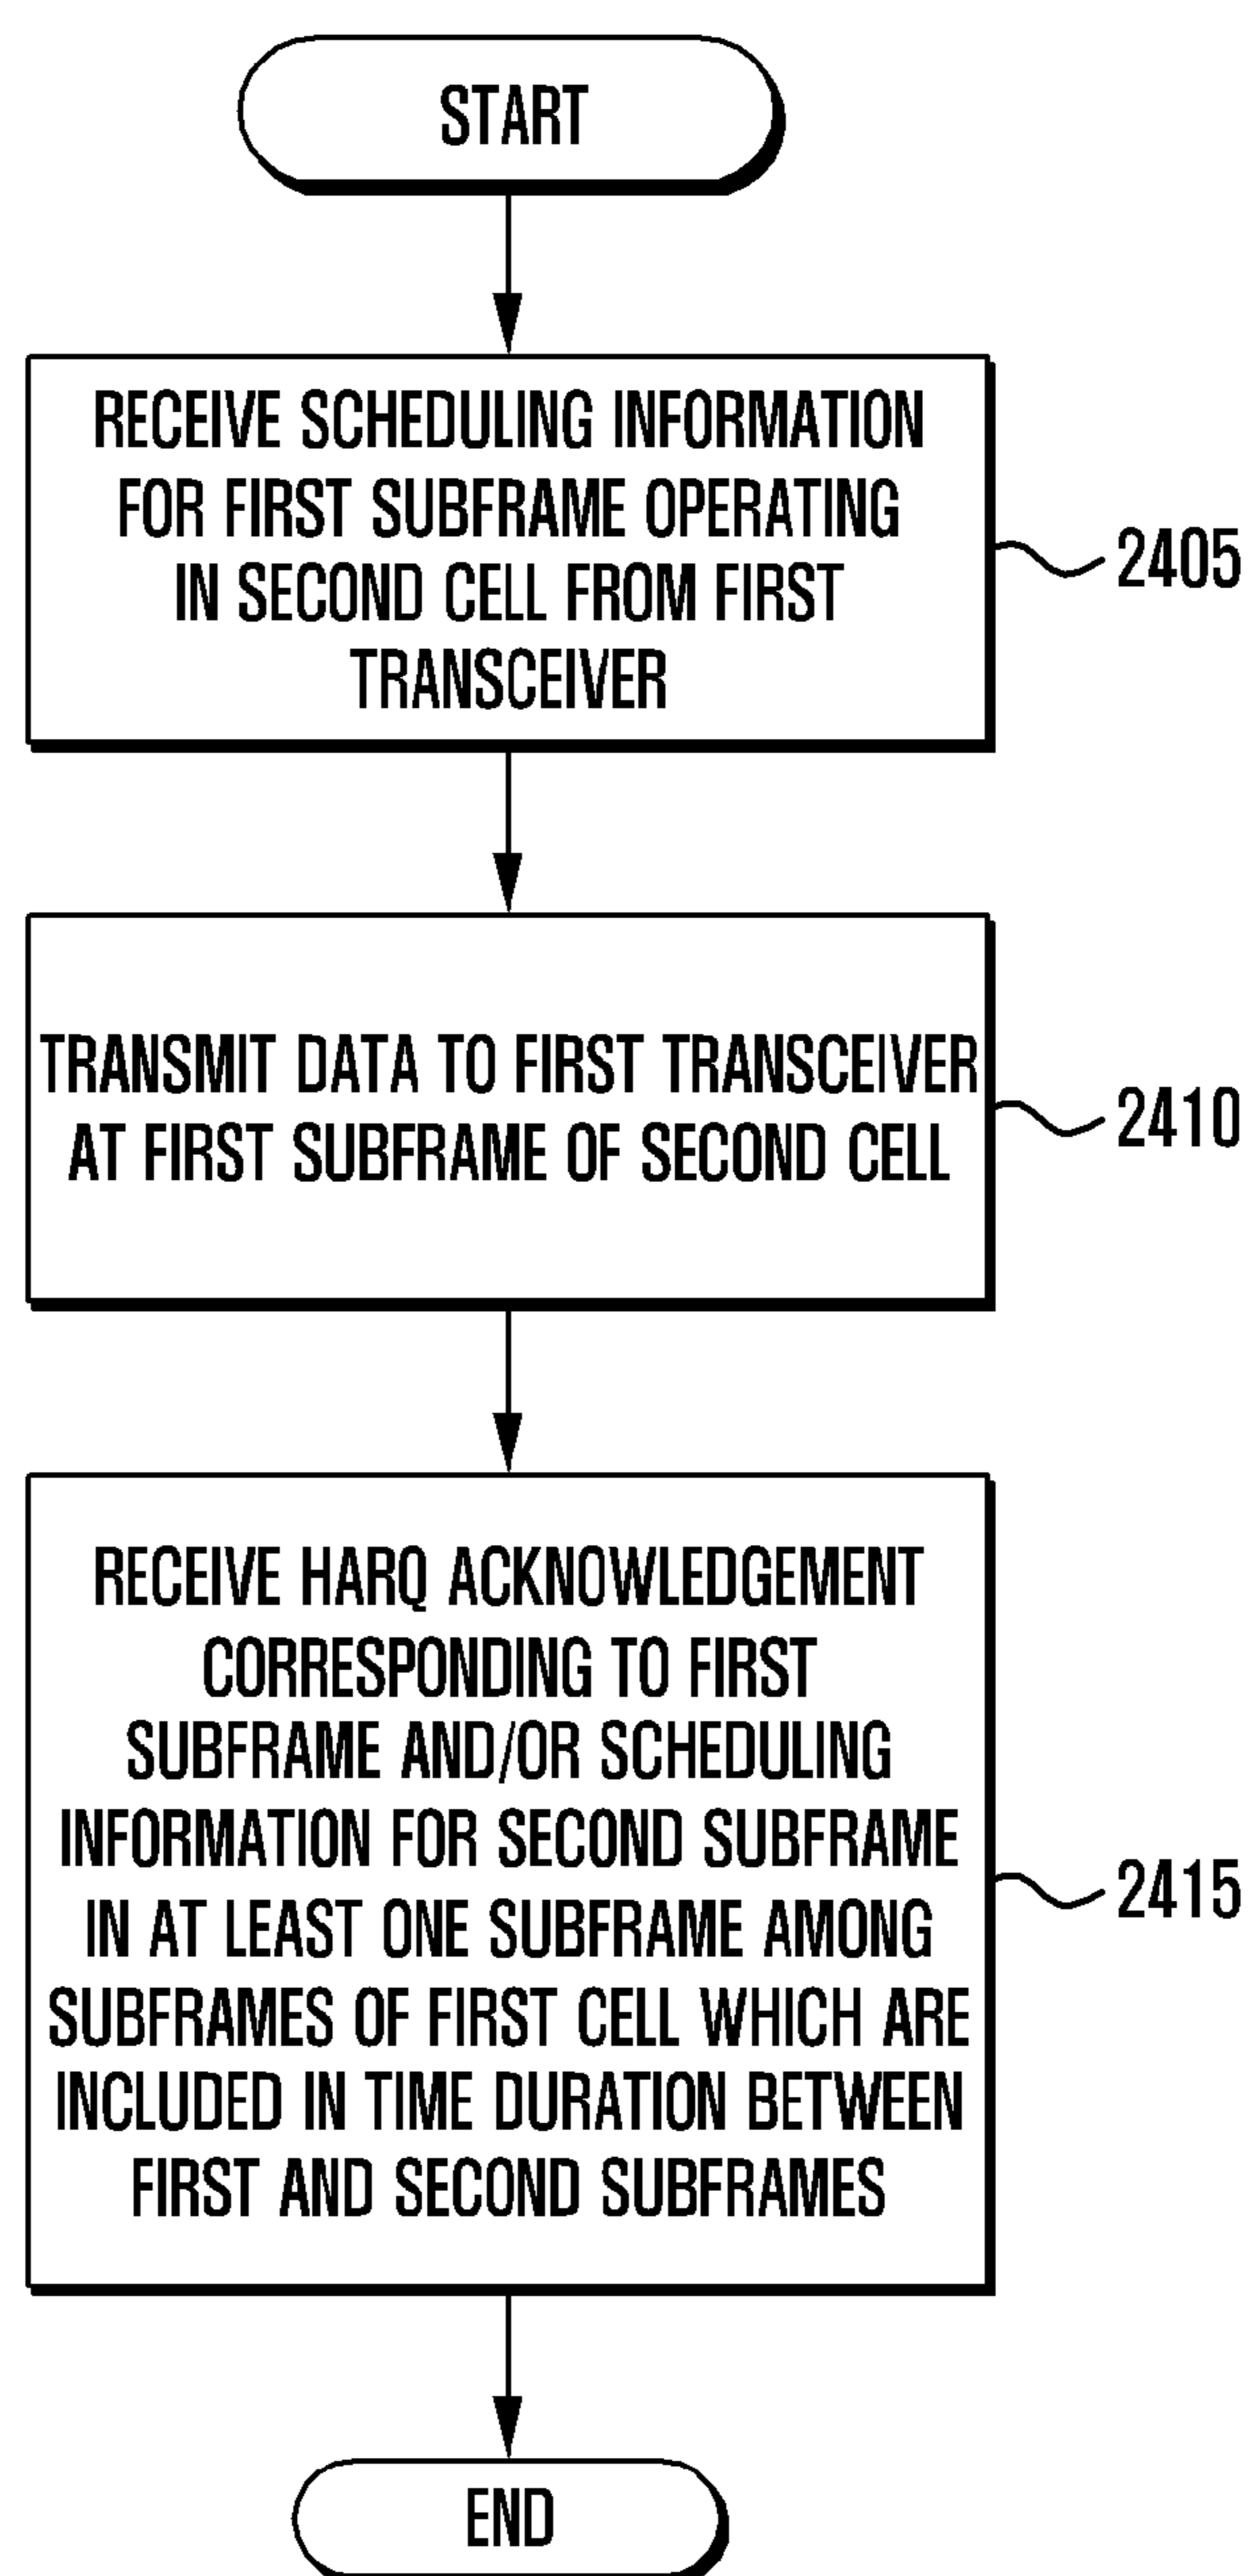 START
RECEIVE SCHEDULING INFORMATION
FOR FIRST SUBFRAME OPERATING
IN SECOND CELL FROM FIRST
TRANSCEIVER
2405
TRANSMIT DATA TO FIRST TRANSCEIVER
AT FIRST SUBFRAME OF SECOND CELL
2410
RECEIVE HARQ ACKNOWLEDGEMENT
CORRESPONDING TO FIRST
SUBFRAME AND/OR SCHEDULING
INFORMATION FOR SECOND SUBFRAME
IN AT LEAST ONE SUBFRAME AMONG
SUBFRAMES OF FIRST CELL WHICH ARE
INCLUDED IN TIME DURATION BETWEEN
FIRST AND SECOND SUBFRAMES
2415
END